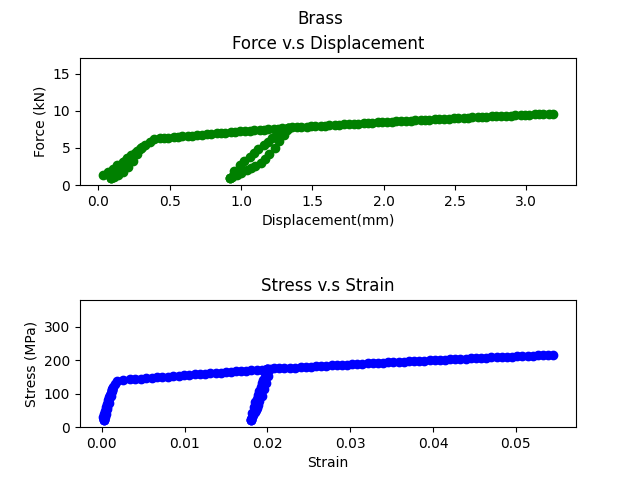 Brass
Force v.s Displacement
Force (kN)
15
10
5
0
0.0 0.5 1.0 1.5 2.0 2.5 3.0
Displacement(mm)
Stress v.s Strain
Stress (MPa)
300
200
100
0
0.00 0.01 0.02 0.03 0.04 0.05
Strain